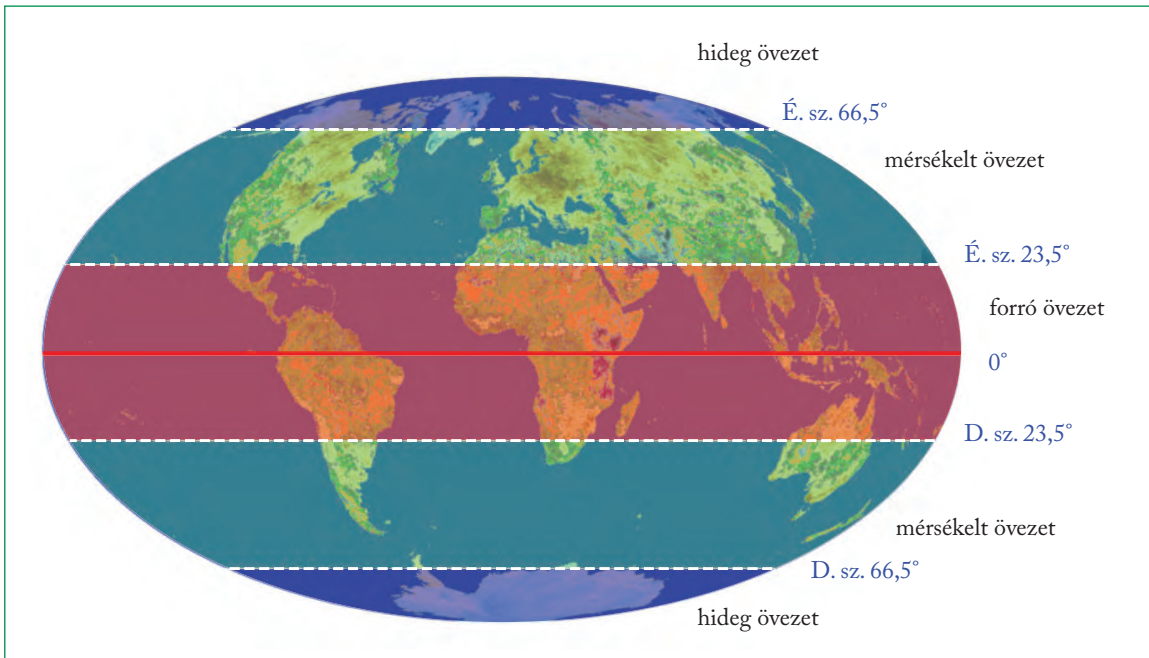 hideg övezet
É. sz. 66,5°
mérsékelt övezet
É. sz. 23,5°
forró övezet
0°
D. sz. 23,5°
mérsékelt övezet
D. sz. 66,5°
hideg övezet